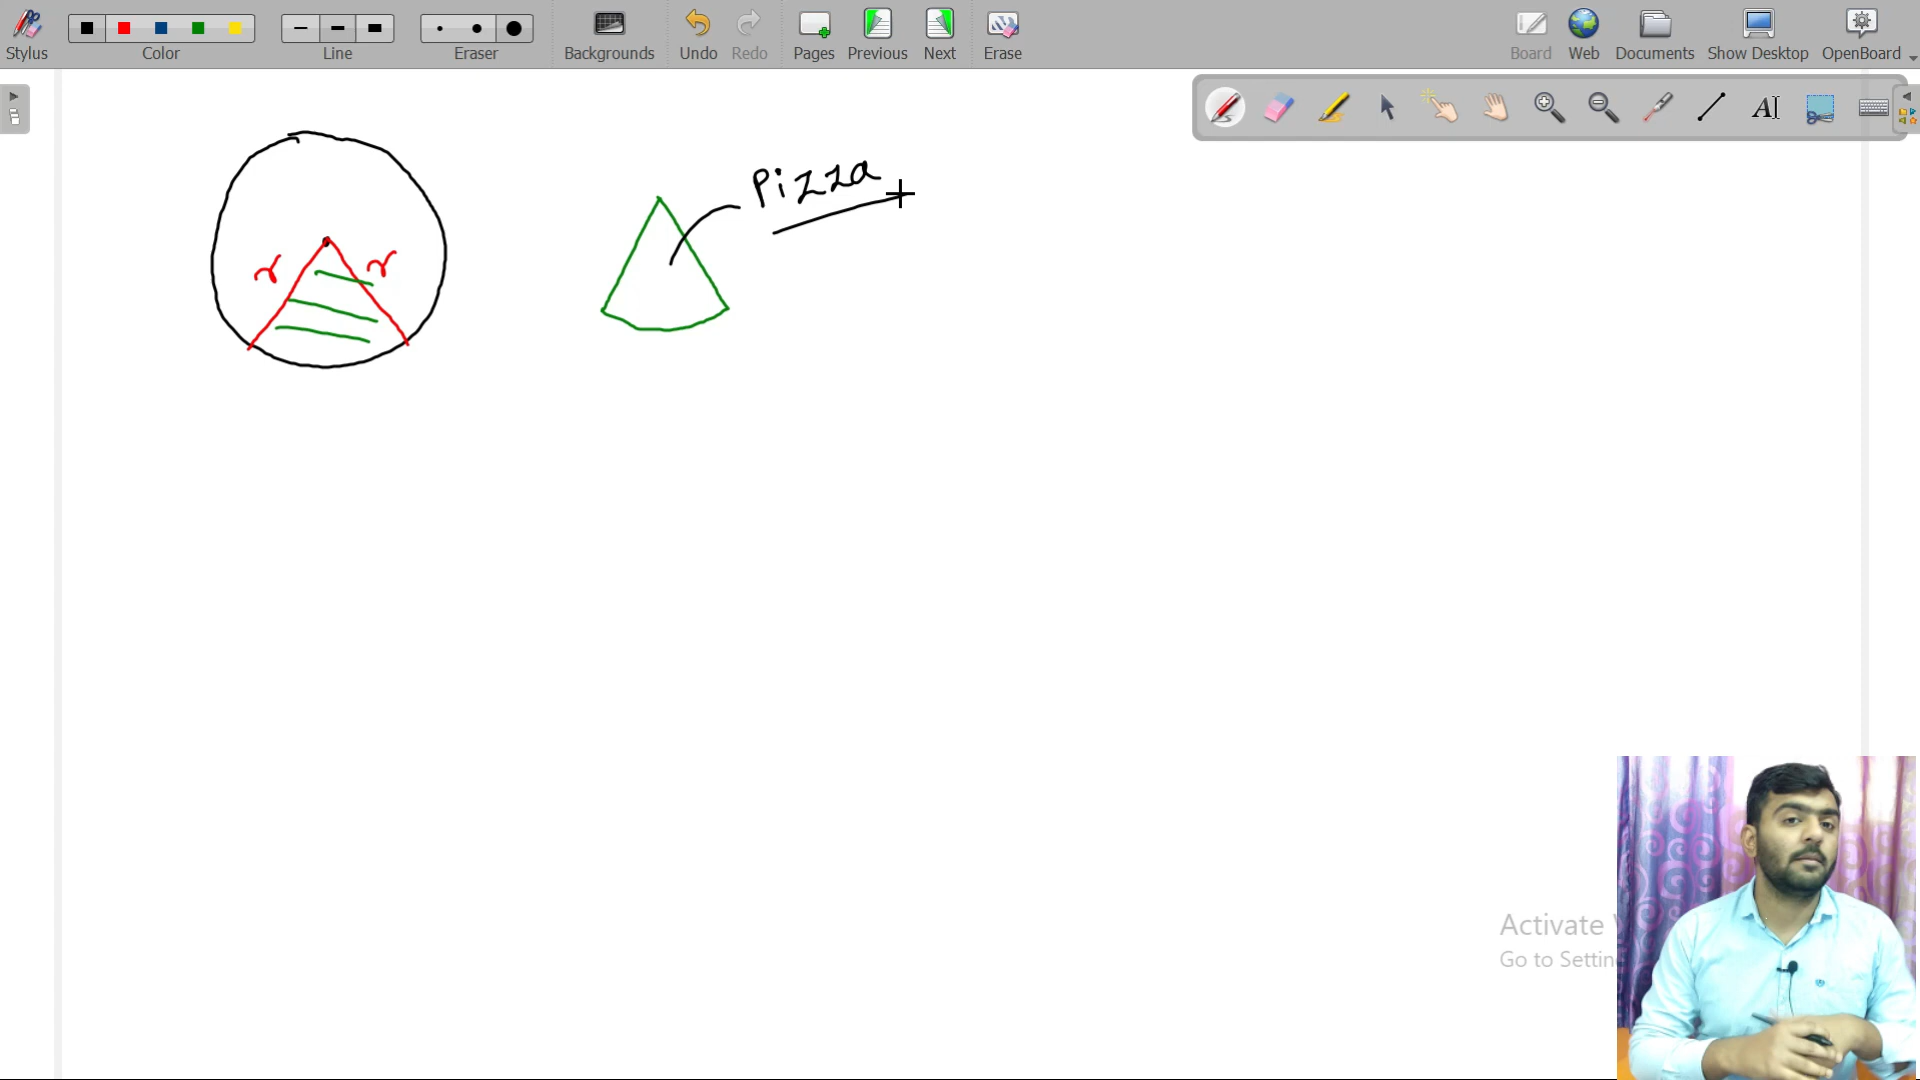 Stylus Color Line Eraser Backgrounds Undo Redo Pages Previous Next Erase Board Web Documents Show Desktop OpenBoard
Pizza
r r
Activate
Go to Settin